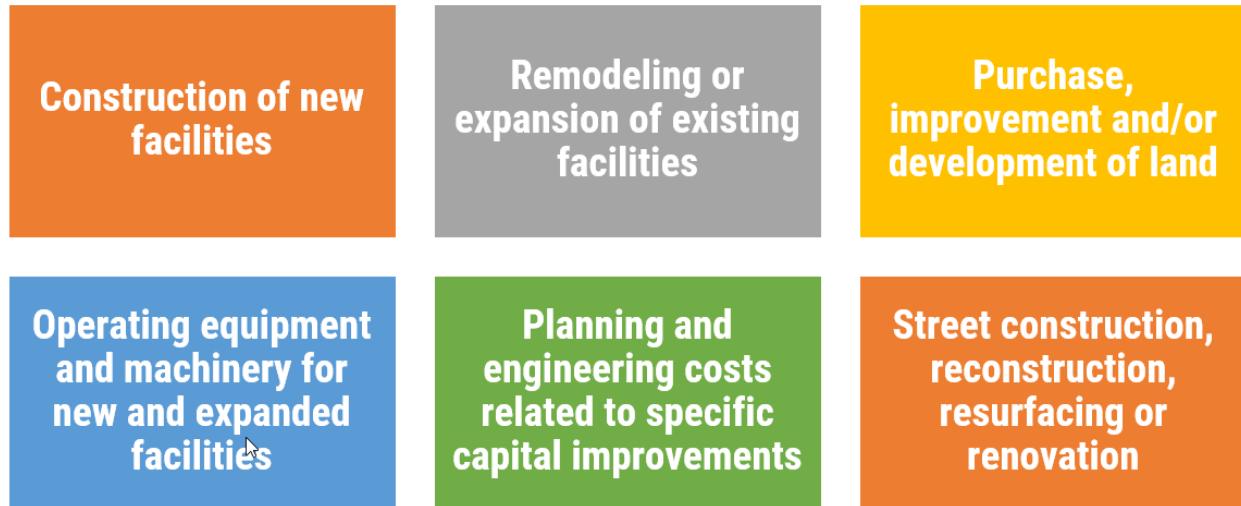 Construction of new
facilities
Remodeling or
expansion of existing
facilities
Purchase,
improvement and/or
development of land
Operating equipment
and machinery for
new and expanded
facilities
Planning and
engineering costs
related to specific
capital improvements
Street construction,
reconstruction,
resurfacing or
renovation